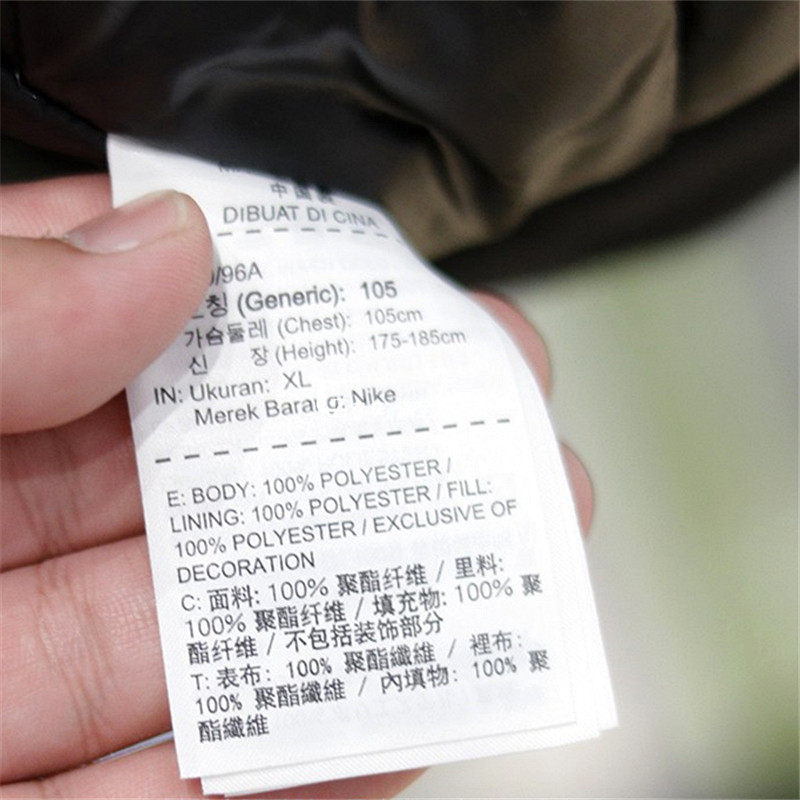 中国製
DIBUAT DI CINA
/96A
칭 (Generic): 105
가슴둘레 (Chest): 105cm
신 장 (Height): 175-185cm
IN: Ukuran: XL
Merek Barang: Nike
E: BODY: 100% POLYESTER /
LINING: 100% POLYESTER / FILL:
100% POLYESTER / EXCLUSIVE OF
DECORATION
C: 面料: 100% 聚酯纤维 / 里料:
100% 聚酯纤维 / 填充物: 100% 聚
酯纤维 / 不包括装饰部分
T: 表布: 100% 聚酯纖維 / 裡布:
100% 聚酯纖維 / 內填物: 100% 聚
酯纖維